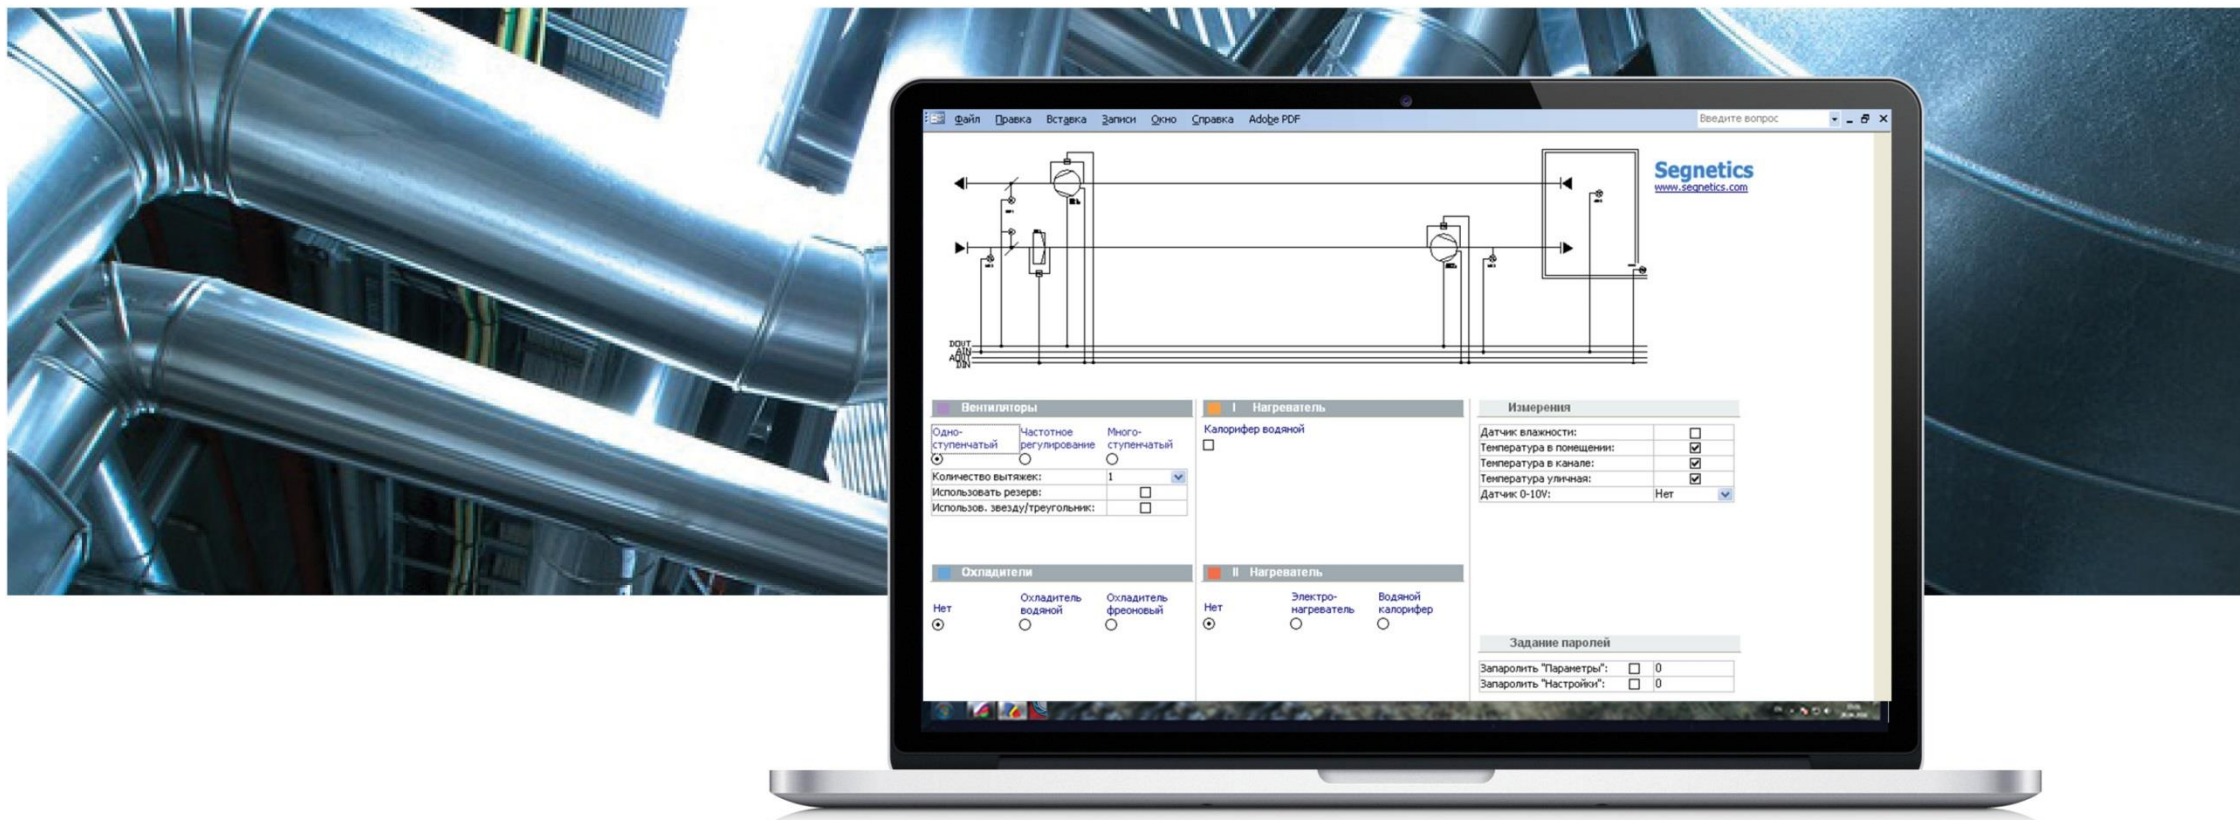 Файл Правка Вставка Записи Окно Справка Adobe PDF Введите вопрос
Segnetics
www.segnetics.com
DOUT
AIN
AOUT
DIN
Вентиляторы
Одно-
ступенчатый
Частотное
регулирование
Много-
ступенчатый
Количество вытяжек: 1
Использовать резерв:
Использов. звезду/треугольник:
I Нагреватель
Калорифер водяной
Измерения
Датчик влажности:
Температура в помещении:
Температура в канале:
Температура уличная:
Датчик 0-10V: Нет
Охладители
Нет
Охладитель
водяной
Охладитель
фреоновый
II Нагреватель
Нет
Электро-
нагреватель
Водяной
калорифер
Задание паролей
Запаролить "Параметры": 0
Запаролить "Настройки": 0